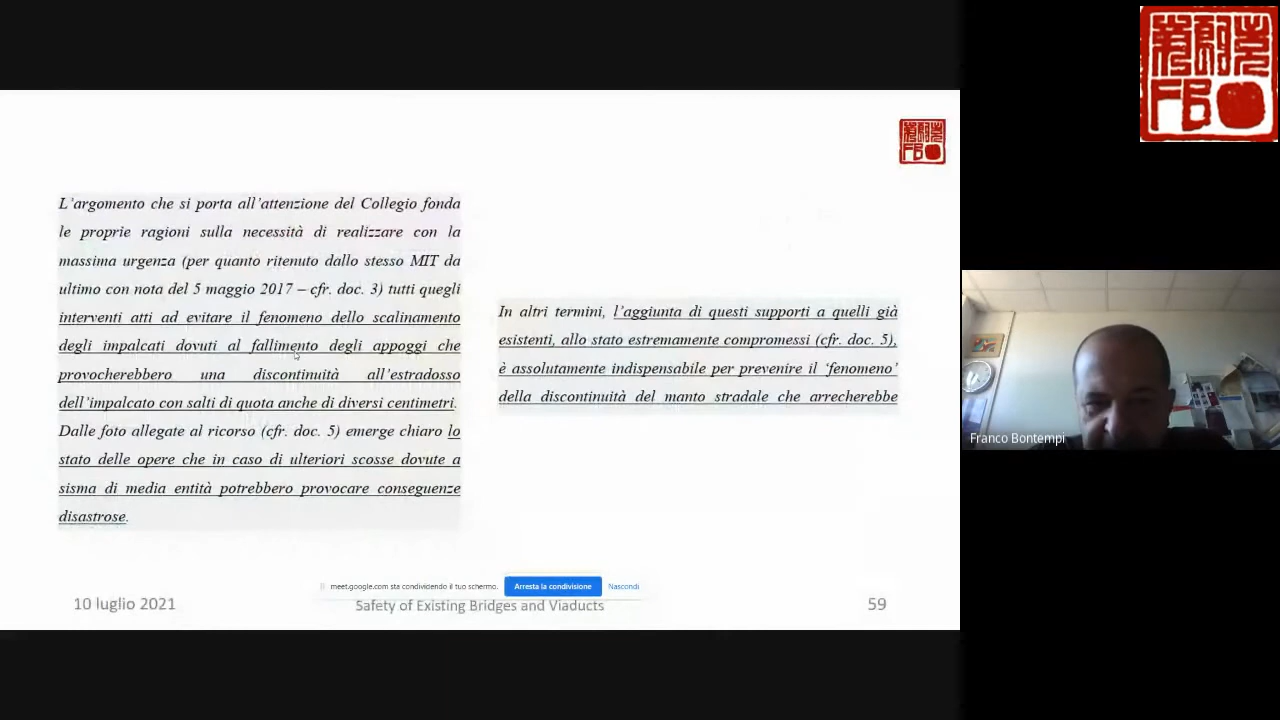 L'argomento che si porta all'attenzione del Collegio fonda
le proprie ragioni sulla necessità di realizzare con la
massima urgenza (per quanto ritenuto dallo stesso MIT da
ultimo con nota del 5 maggio 2017 – cfr. doc. 3) tutti quegli
interventi atti ad evitare il fenomeno dello scalinamento
degli impalcati dovuti al fallimento degli appoggi che
provocherebbero una discontinuità all'estradosso
dell'impalcato con salti di quota anche di diversi centimetri.
Dalle foto allegate al ricorso (cfr. doc. 5) emerge chiaro lo
stato delle opere che in caso di ulteriori scosse dovute a
sisma di media entità potrebbero provocare conseguenze
disastrose.
In altri termini, l'aggiunta di questi supporti a quelli già
esistenti, allo stato estremamente compromessi (cfr. doc. 5),
è assolutamente indispensabile per prevenire il 'fenomeno'
della discontinuità del manto stradale che arrecherebbe
meet.google.com sta condividendo il tuo schermo.
Arresta la condivisione
Nascondi
10 luglio 2021
Safety of Existing Bridges and Viaducts
59
Franco Bontempi